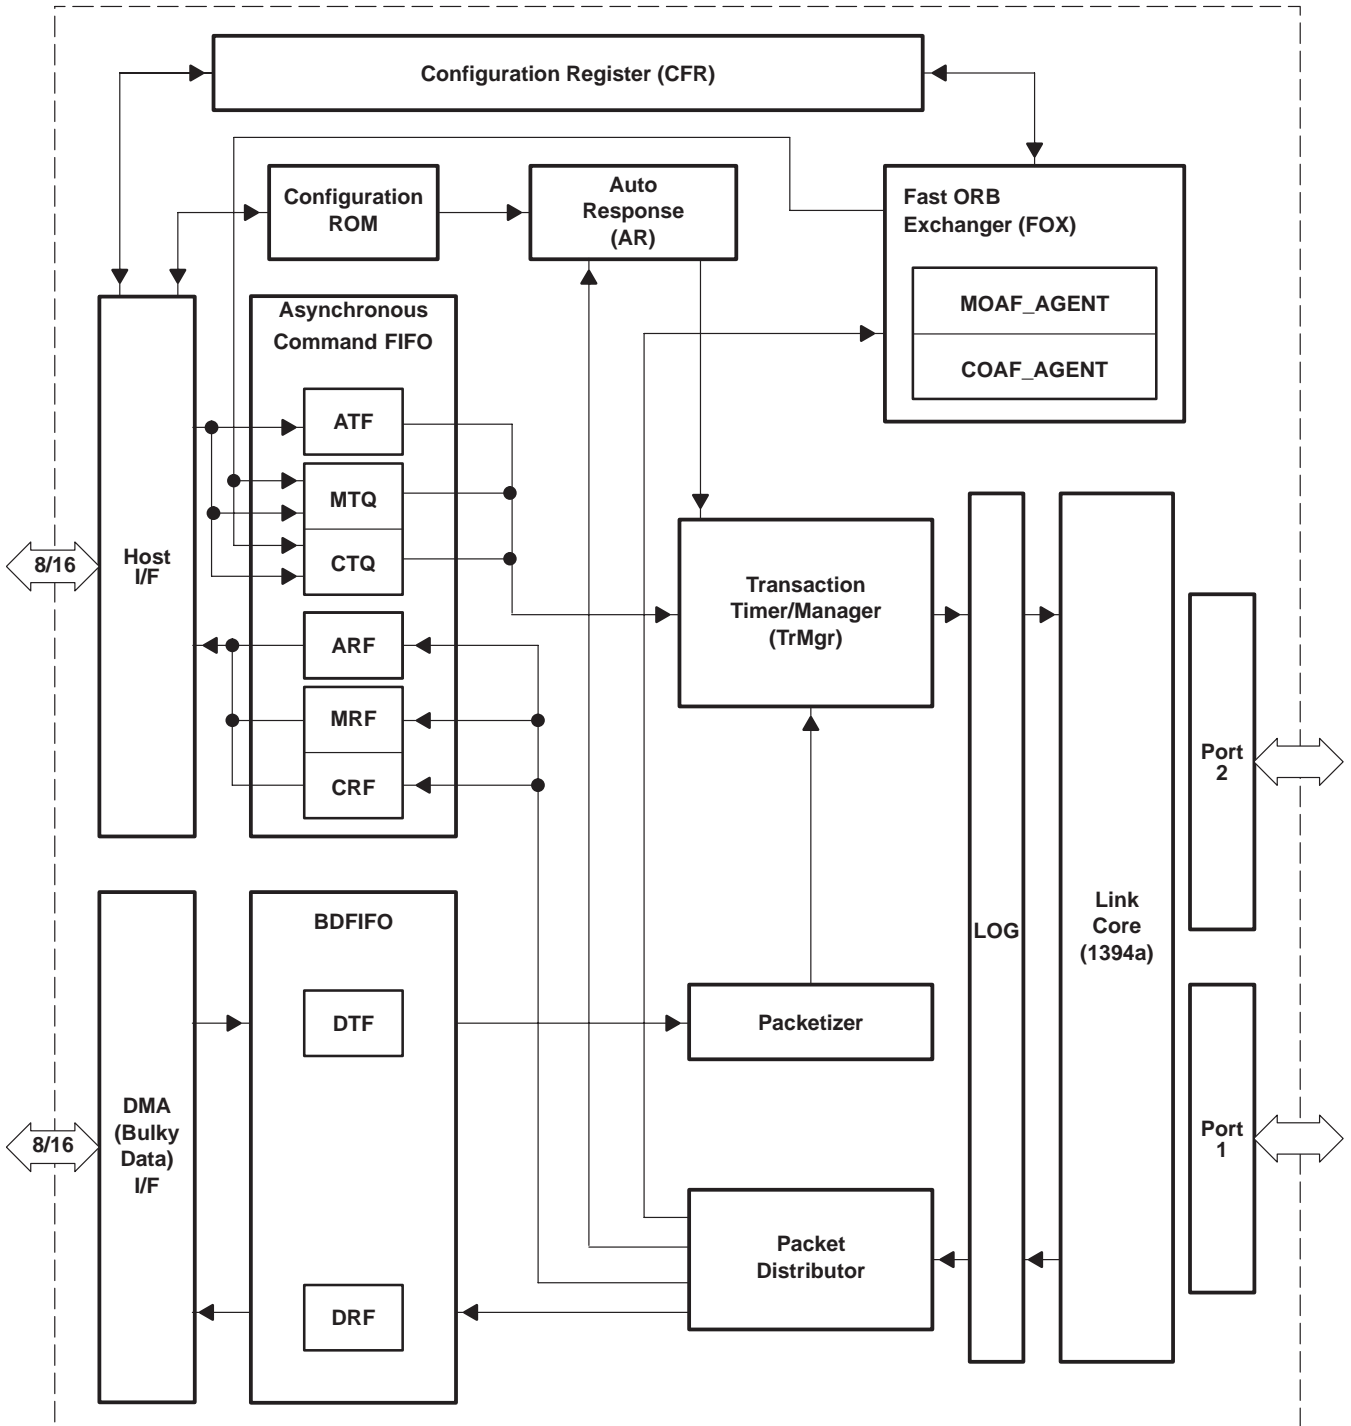 Configuration Register (CFR)
Configuration
ROM
Auto
Response
(AR)
Fast ORB
Exchanger (FOX)
MOAF_AGENT
COAF_AGENT
Asynchronous
Command FIFO
ATF
MTQ
CTQ
ARF
MRF
CRF
8/16
Host
I/F
Transaction
Timer/Manager
(TrMgr)
Port
2
LOG
Link
Core
(1394a)
BDFIFO
DTF
Packetizer
8/16
DMA
(Bulky
Data)
I/F
Port
1
Packet
Distributor
DRF